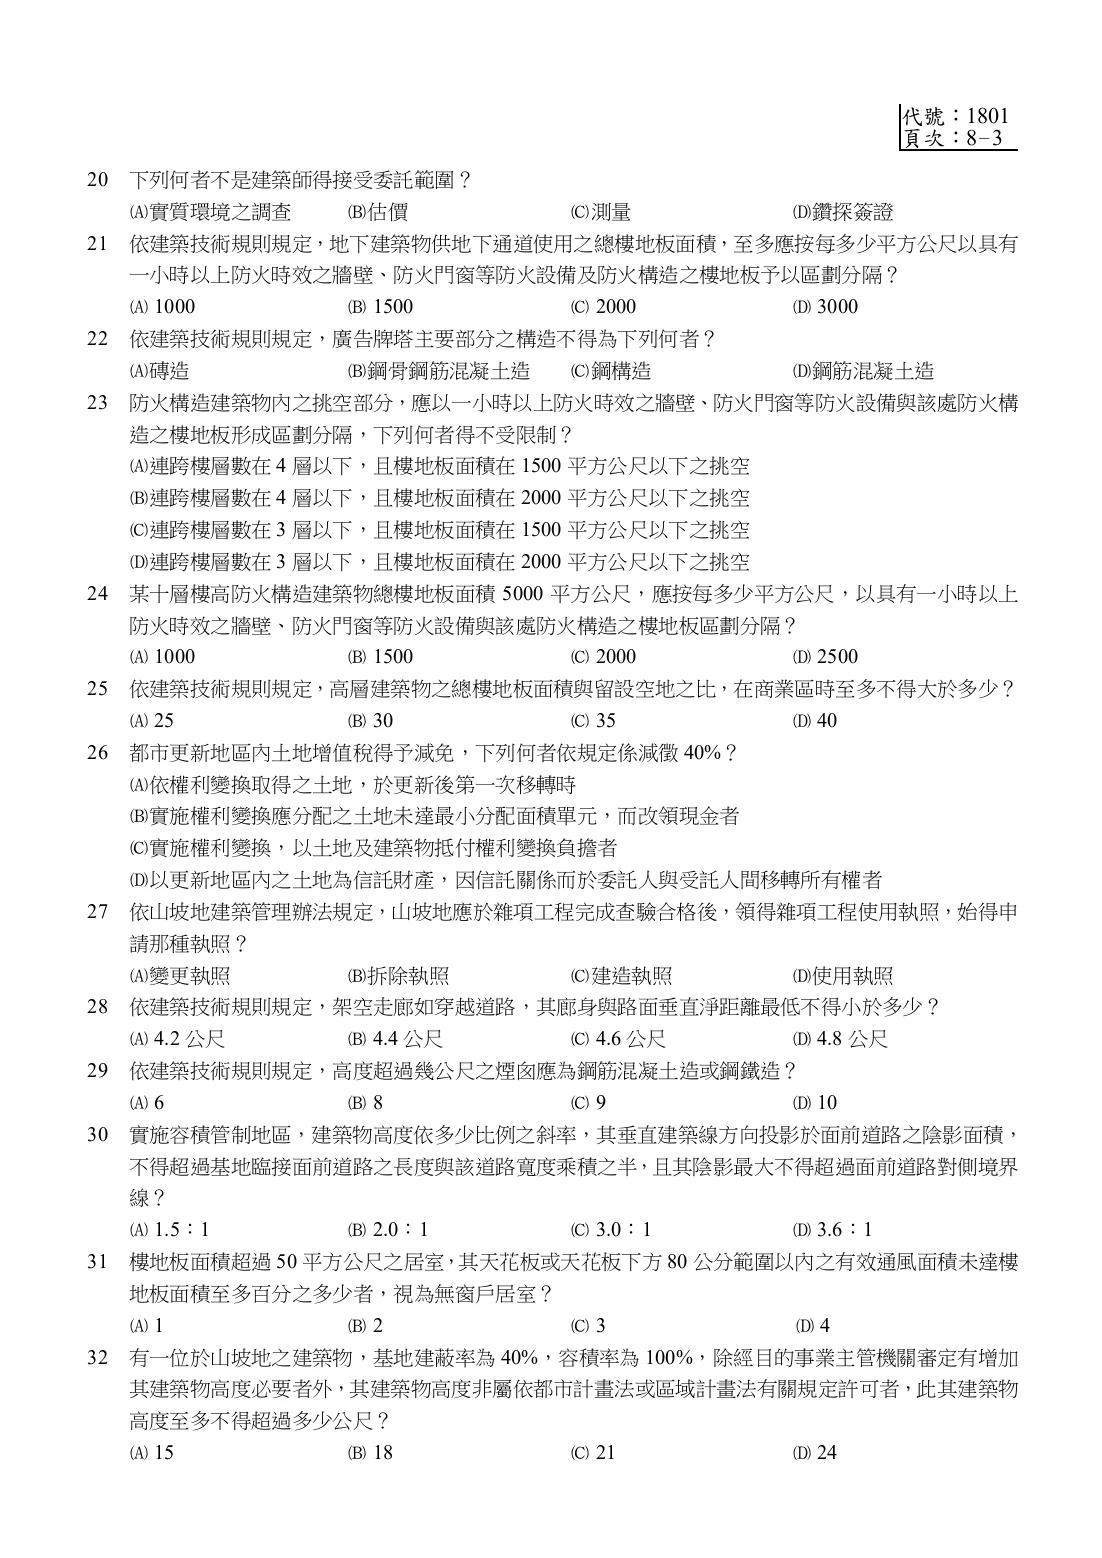 代號：1801
頁次：8-3
20 下列何者不是建築師得接受委託範圍？
(A)實質環境之調查 (B)估價 (C)測量 (D)鑽探簽證
21 依建築技術規則規定，地下建築物供地下通道使用之總樓地板面積，至多應按每多少平方公尺以具有
一小時以上防火時效之牆壁、防火門窗等防火設備及防火構造之樓地板予以區劃分隔？
(A) 1000 (B) 1500 (C) 2000 (D) 3000
22 依建築技術規則規定，廣告牌塔主要部分之構造不得為下列何者？
(A)磚造 (B)鋼骨鋼筋混凝土造 (C)鋼構造 (D)鋼筋混凝土造
23 防火構造建築物內之挑空部分，應以一小時以上防火時效之牆壁、防火門窗等防火設備與該處防火構
造之樓地板形成區劃分隔，下列何者得不受限制？
(A)連跨樓層數在 4 層以下，且樓地板面積在 1500 平方公尺以下之挑空
(B)連跨樓層數在 4 層以下，且樓地板面積在 2000 平方公尺以下之挑空
(C)連跨樓層數在 3 層以下，且樓地板面積在 1500 平方公尺以下之挑空
(D)連跨樓層數在 3 層以下，且樓地板面積在 2000 平方公尺以下之挑空
24 某十層樓高防火構造建築物總樓地板面積 5000 平方公尺，應按每多少平方公尺，以具有一小時以上
防火時效之牆壁、防火門窗等防火設備與該處防火構造之樓地板區劃分隔？
(A) 1000 (B) 1500 (C) 2000 (D) 2500
25 依建築技術規則規定，高層建築物之總樓地板面積與留設空地之比，在商業區時至多不得大於多少？
(A) 25 (B) 30 (C) 35 (D) 40
26 都市更新地區內土地增值稅得予減免，下列何者依規定係減徵 40%？
(A)依權利變換取得之土地，於更新後第一次移轉時
(B)實施權利變換應分配之土地未達最小分配面積單元，而改領現金者
(C)實施權利變換，以土地及建築物抵付權利變換負擔者
(D)以更新地區內之土地為信託財產，因信託關係而於委託人與受託人間移轉所有權者
27 依山坡地建築管理辦法規定，山坡地應於雜項工程完成查驗合格後，領得雜項工程使用執照，始得申
請那種執照？
(A)變更執照 (B)拆除執照 (C)建造執照 (D)使用執照
28 依建築技術規則規定，架空走廊如穿越道路，其廊身與路面垂直淨距離最低不得小於多少？
(A) 4.2 公尺 (B) 4.4 公尺 (C) 4.6 公尺 (D) 4.8 公尺
29 依建築技術規則規定，高度超過幾公尺之煙囪應為鋼筋混凝土造或鋼鐵造？
(A) 6 (B) 8 (C) 9 (D) 10
30 實施容積管制地區，建築物高度依多少比例之斜率，其垂直建築線方向投影於面前道路之陰影面積，
不得超過基地臨接面前道路之長度與該道路寬度乘積之半，且其陰影最大不得超過面前道路對側境界
線？
(A) 1.5：1 (B) 2.0：1 (C) 3.0：1 (D) 3.6：1
31 樓地板面積超過 50 平方公尺之居室，其天花板或天花板下方 80 公分範圍以內之有效通風面積未達樓
地板面積至多百分之多少者，視為無窗戶居室？
(A) 1 (B) 2 (C) 3 (D) 4
32 有一位於山坡地之建築物，基地建蔽率為 40%，容積率為 100%，除經目的事業主管機關審定有增加
其建築物高度必要者外，其建築物高度非屬依都市計畫法或區域計畫法有關規定許可者，此其建築物
高度至多不得超過多少公尺？
(A) 15 (B) 18 (C) 21 (D) 24